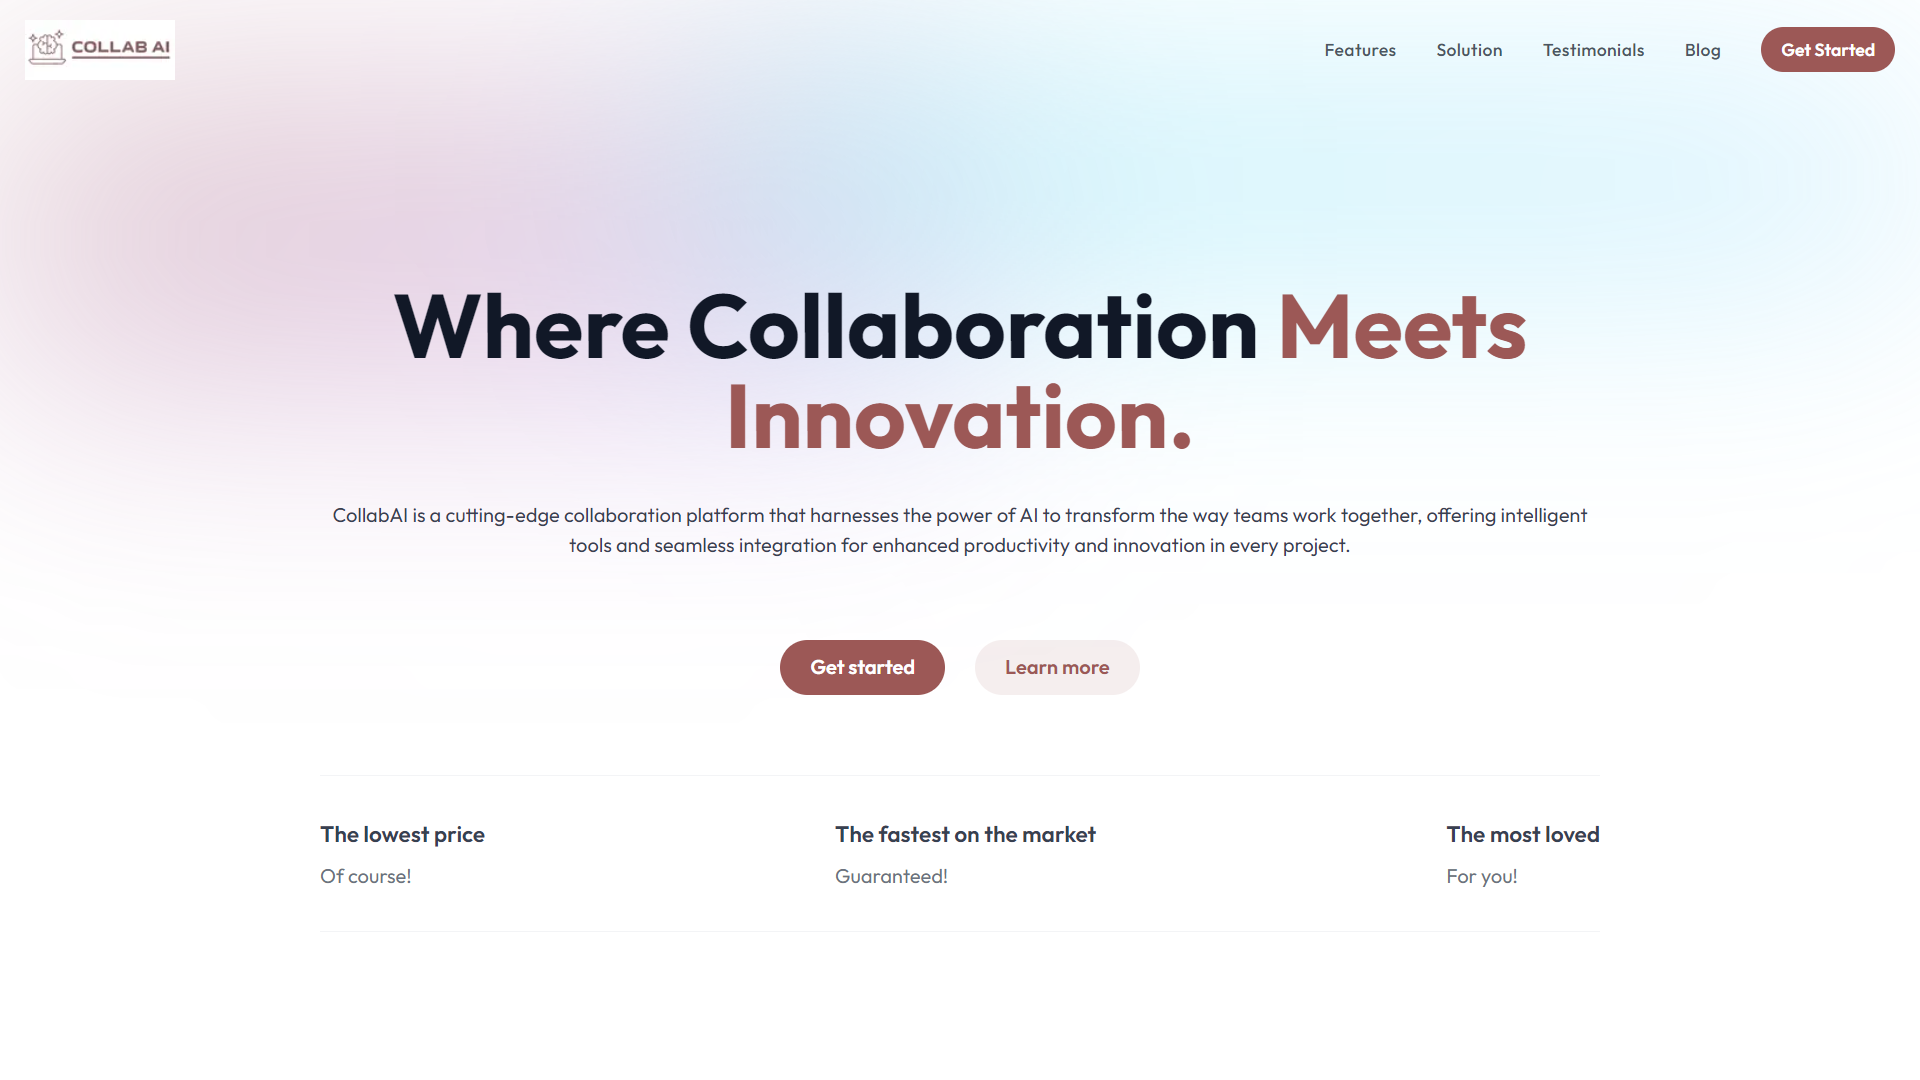 COLLAB AI
Features
Solution
Testimonials
Blog
Get Started
Where Collaboration Meets
Innovation.
CollabAI is a cutting-edge collaboration platform that harnesses the power of AI to transform the way teams work together, offering intelligent
tools and seamless integration for enhanced productivity and innovation in every project.
Get started
Learn more
The lowest price
Of course!
The fastest on the market
Guaranteed!
The most loved
For you!